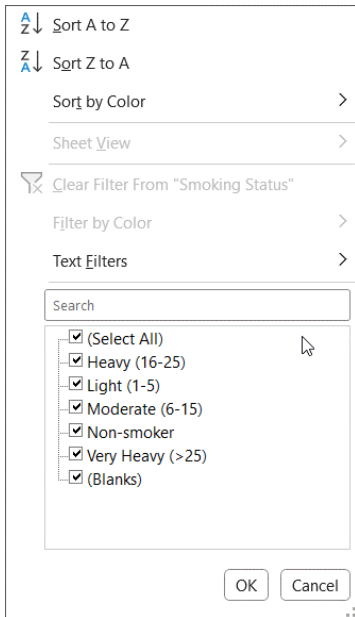 Sort A to Z
Sort Z to A
Sort by Color
Sheet View
Clear Filter From "Smoking Status"
Filter by Color
Text Filters
Search
(Select All)
Heavy (16-25)
Light (1-5)
Moderate (6-15)
Non-smoker
Very Heavy (>25)
(Blanks)
OK Cancel